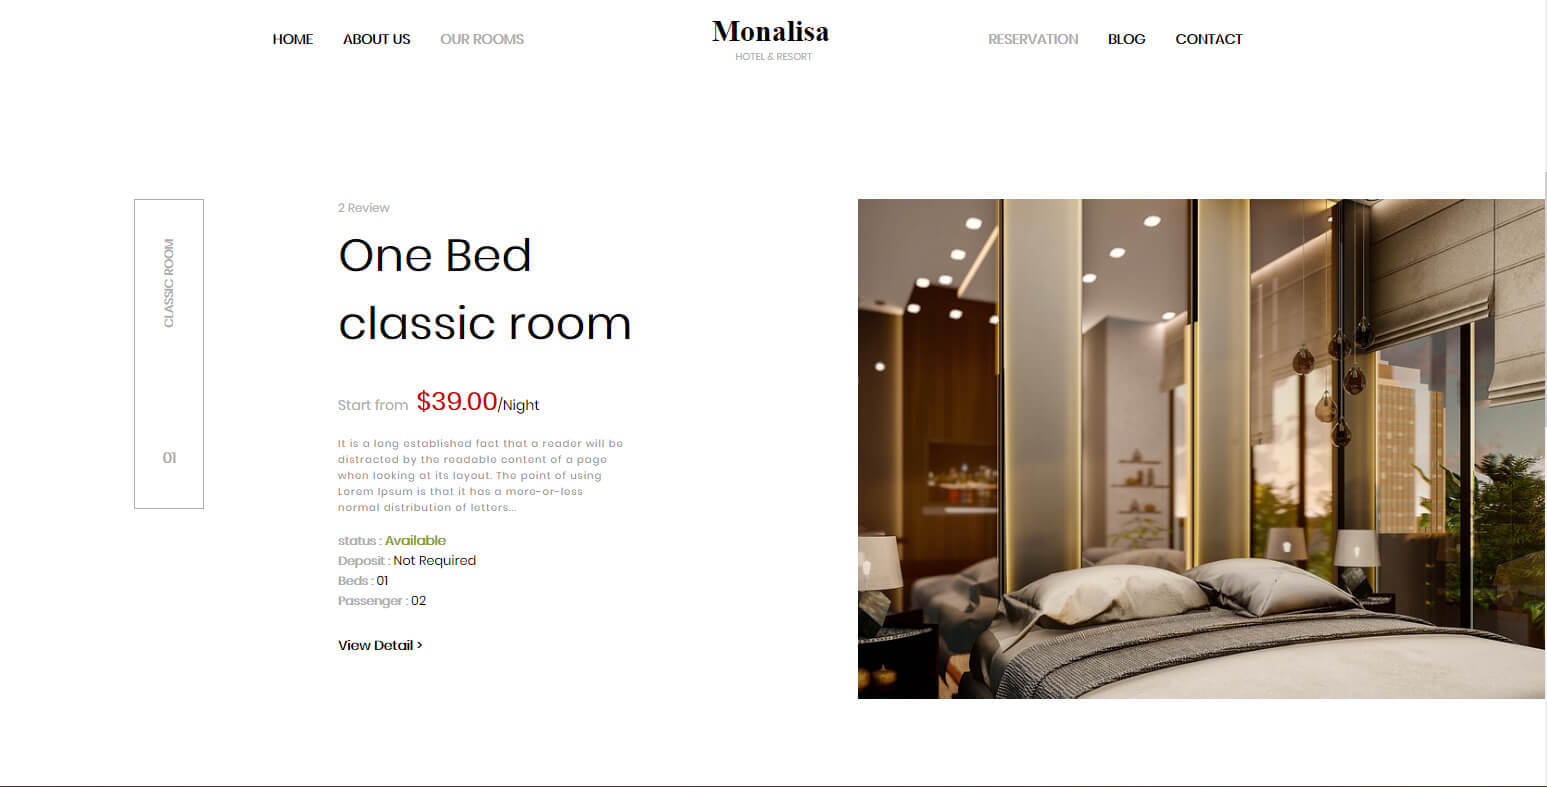 HOME ABOUT US OUR ROOMS
Monalisa
HOTEL & RESORT
RESERVATION BLOG CONTACT
CLASSIC ROOM
01
2 Review
One Bed
classic room
Start from $39.00/Night
It is a long established fact that a reader will be
distracted by the readable content of a page
when looking at its layout. The point of using
Lorem Ipsum is that it has a more-or-less
normal distribution of letters...
status : Available
Deposit : Not Required
Beds : 01
Passenger : 02
View Detail >